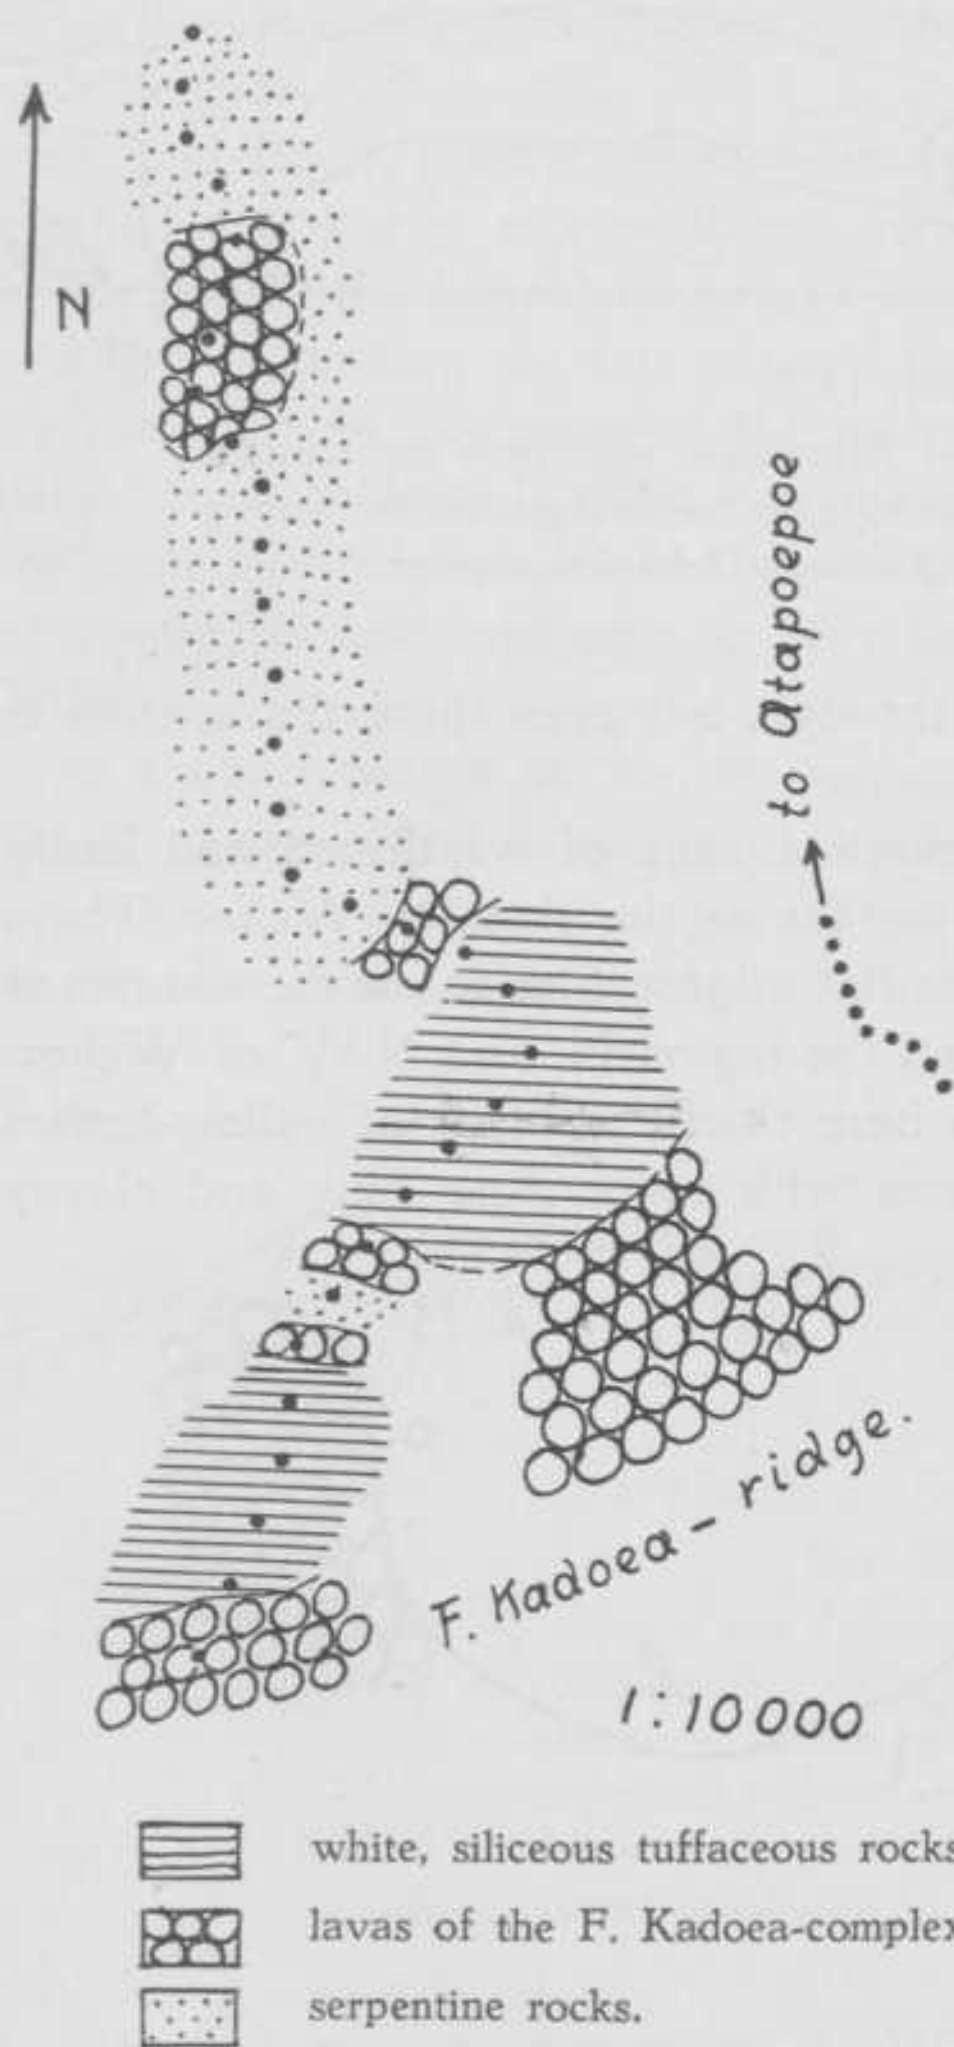 N
to Atapoepoe
F. Kadoea - ridge.
1:10000
white, siliceous tuffaceous rocks
lavas of the F. Kadoea-complex
serpentine rocks.